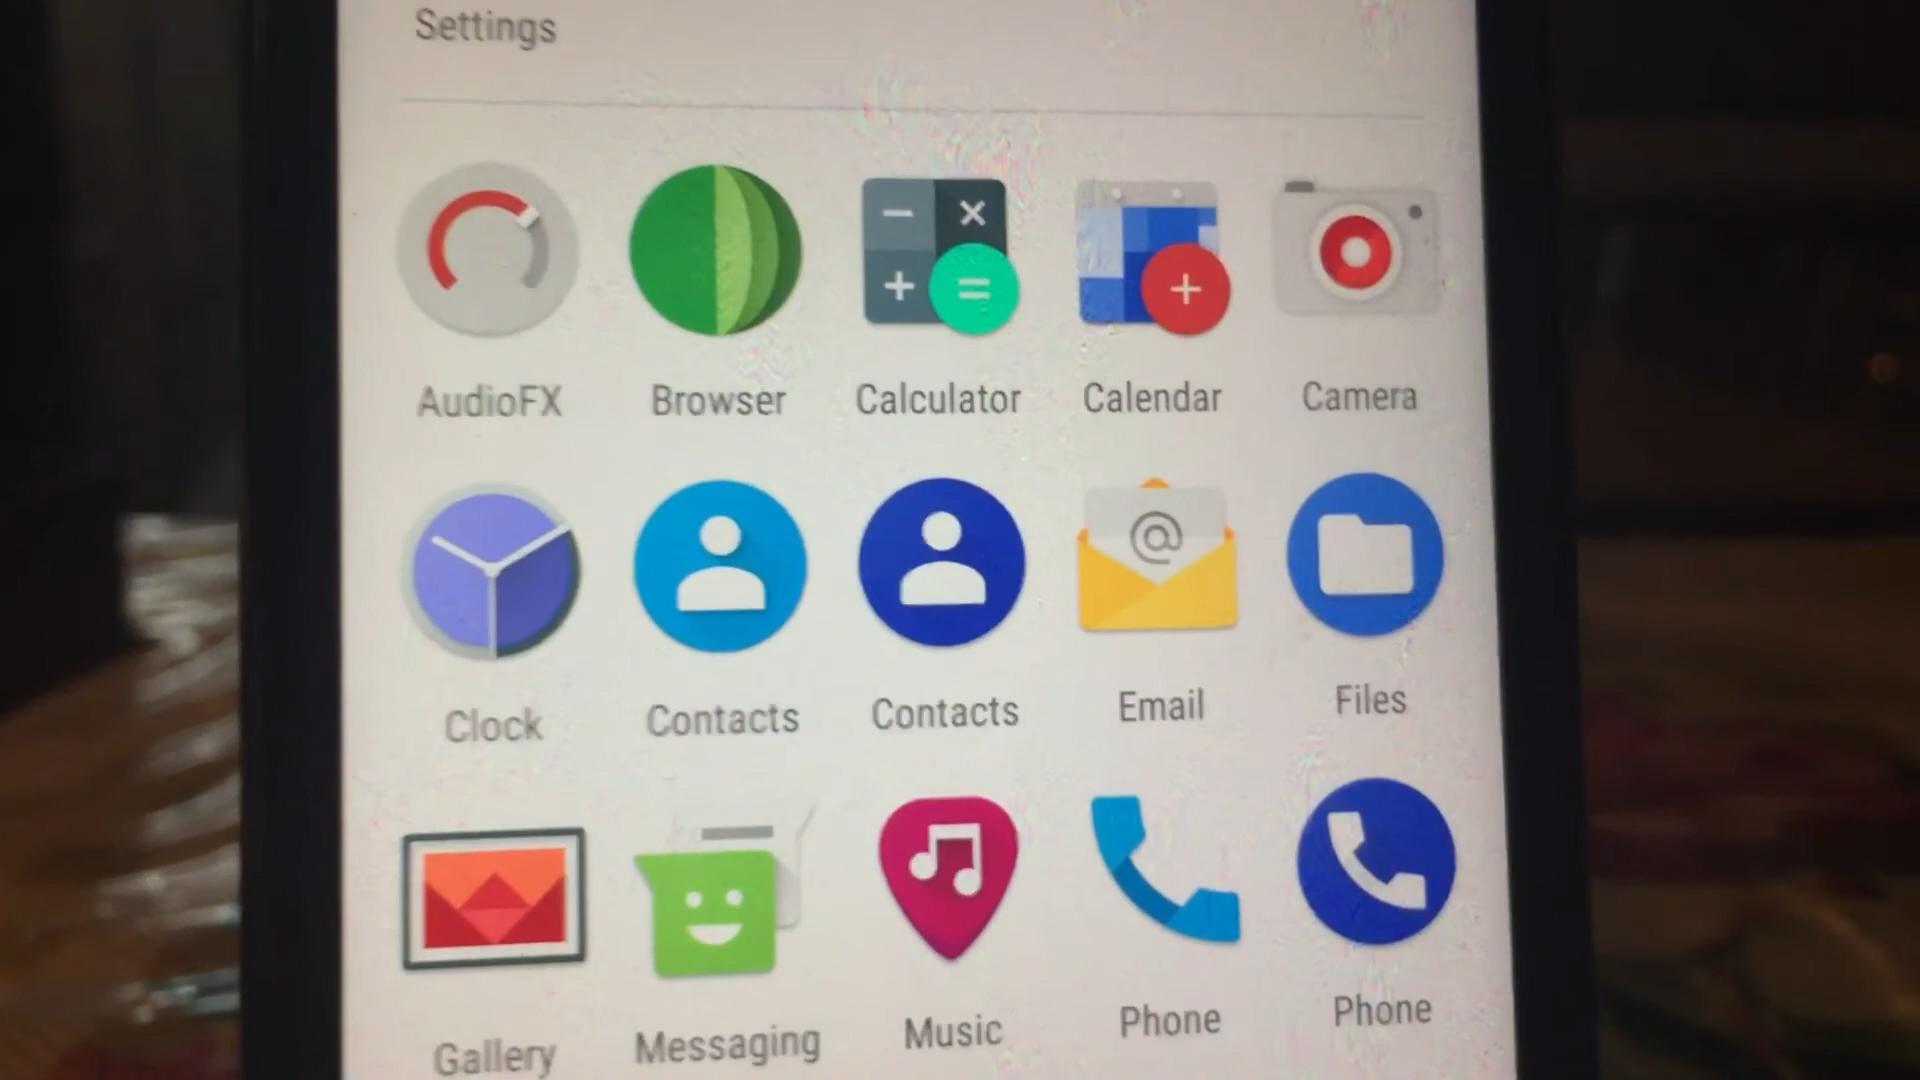 Settings
AudioFX Browser Calculator Calendar Camera
Clock Contacts Contacts Email Files
Gallery Messaging Music Phone Phone